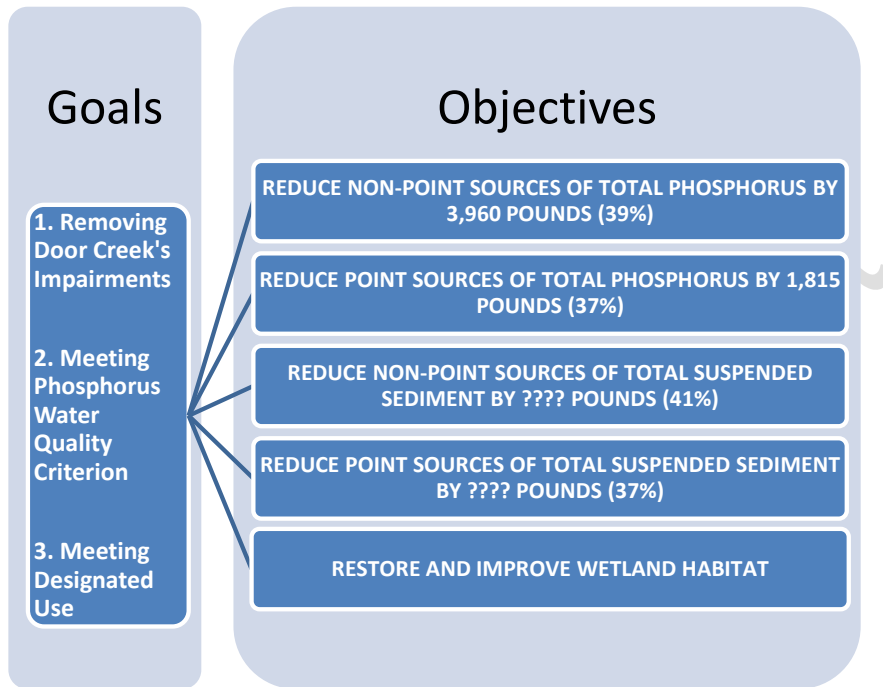 Goals
1. Removing
Door Creek's
Impairments
2. Meeting
Phosphorus
Water
Quality
Criterion
3. Meeting
Designated
Use
Objectives
REDUCE NON-POINT SOURCES OF TOTAL PHOSPHORUS BY
3,960 POUNDS (39%)
REDUCE POINT SOURCES OF TOTAL PHOSPHORUS BY 1,815
POUNDS (37%)
REDUCE NON-POINT SOURCES OF TOTAL SUSPENDED
SEDIMENT BY ???? POUNDS (41%)
REDUCE POINT SOURCES OF TOTAL SUSPENDED SEDIMENT
BY ???? POUNDS (37%)
RESTORE AND IMPROVE WETLAND HABITAT